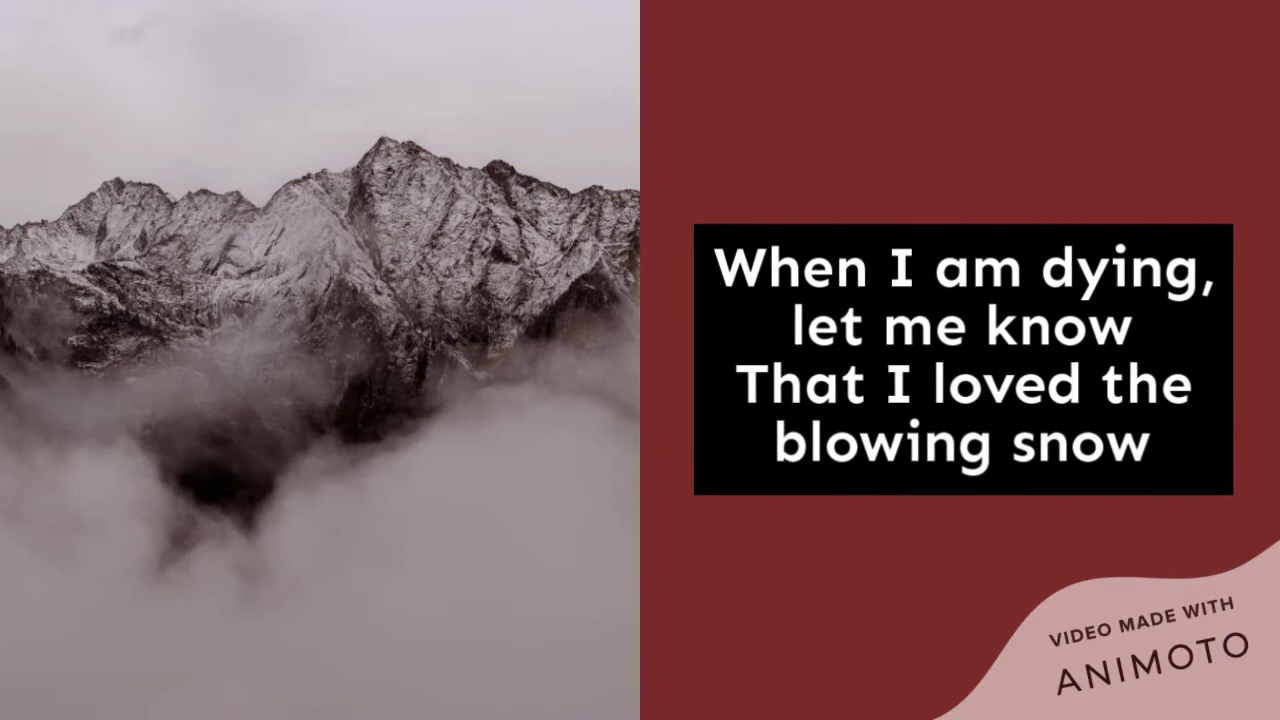 When I am dying,
let me know
That I loved the
blowing snow
VIDEO MADE WITH
ANIMOTO